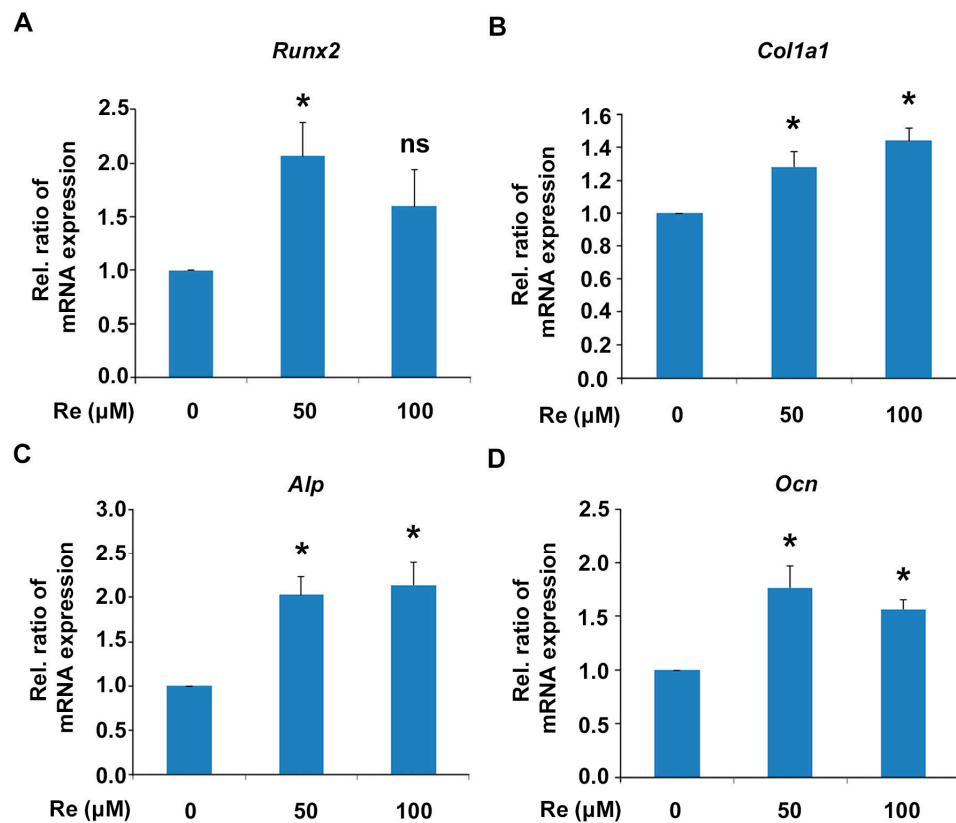 A
Runx2
Rel. ratio of
mRNA expression
2.5
2.0
1.5
1.0
0.5
0.0
*
ns
Re (µM) 0 50 100
B
Col1a1
Rel. ratio of
mRNA expression
1.6
1.4
1.2
1.0
0.8
0.6
0.4
0.2
0.0
*
*
Re (µM) 0 50 100
C
Alp
Rel. ratio of
mRNA expression
3.0
2.5
2.0
1.5
1.0
0.5
0.0
*
*
Re (µM) 0 50 100
D
Ocn
Rel. ratio of
mRNA expression
2.5
2.0
1.5
1.0
0.5
0.0
*
*
Re (µM) 0 50 100